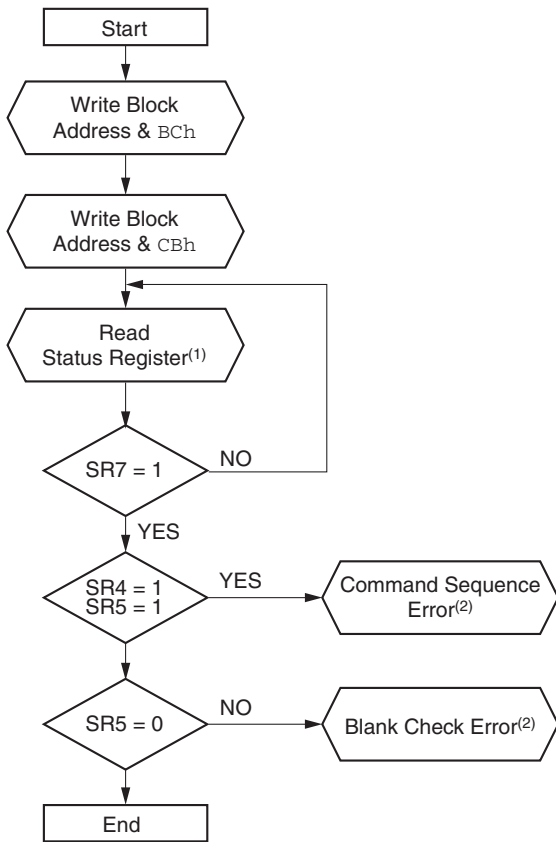 Start
Write Block
Address & BCh
Write Block
Address & CBh
Read
Status Register(1)
SR7 = 1
NO
YES
SR4 = 1
SR5 = 1
YES
Command Sequence
Error(2)
SR5 = 0
NO
Blank Check Error(2)
End